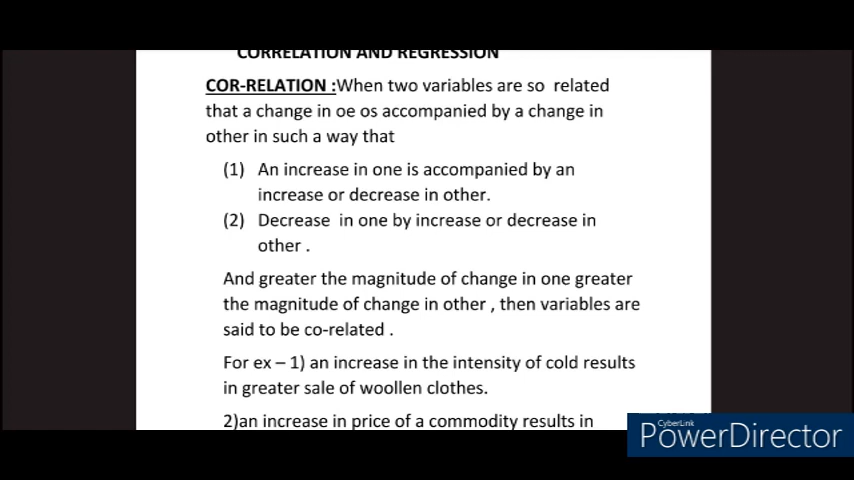 CORRELATION AND REGRESSION
COR-RELATION :When two variables are so related
that a change in oe os accompanied by a change in
other in such a way that
(1) An increase in one is accompanied by an
increase or decrease in other.
(2) Decrease in one by increase or decrease in
other .
And greater the magnitude of change in one greater
the magnitude of change in other , then variables are
said to be co-related .
For ex – 1) an increase in the intensity of cold results
in greater sale of woollen clothes.
2)an increase in price of a commodity results in
CyberLink
PowerDirector